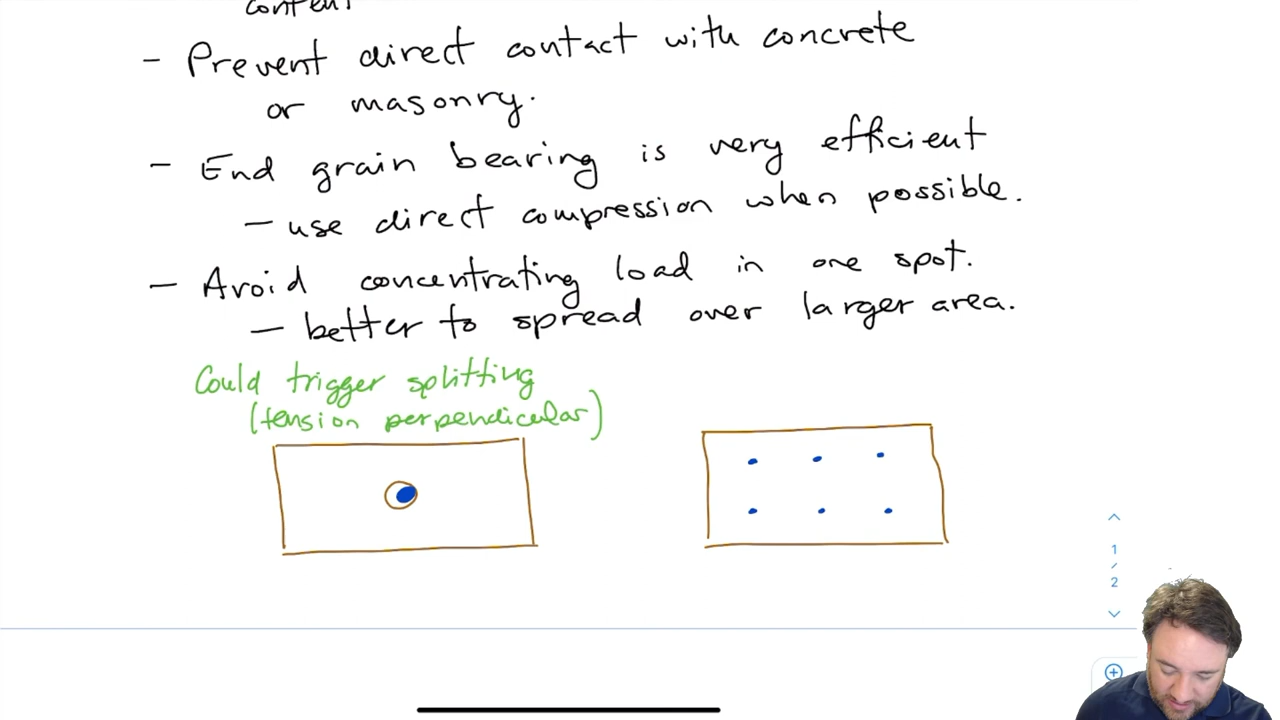 content
- Prevent direct contact with concrete
or masonry.
- End grain bearing is very efficient
- use direct compression when possible.
- Avoid concentrating load in one spot.
- better to spread over larger area.
Could trigger splitting
(tension perpendicular)
1
/
2